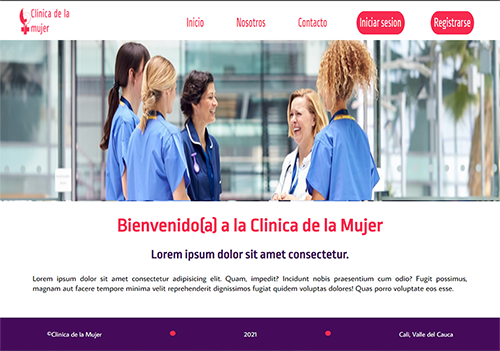 Clinica de la
mujer
Inicio
Nosotros
Contacto
Iniciar sesion
Registrarse
Bienvenido(a) a la Clinica de la Mujer
Lorem ipsum dolor sit amet consectetur.
Lorem ipsum dolor sit amet consectetur adipisicing elit. Quam, impedit? Incidunt nobis praesentium cum odio? Fugit possimus,
magnam aut facere tempore minima velit reprehenderit dignissimos fugiat quidem voluptas dolores! Quas porro voluptate eos esse.
©Clinica de la Mujer
2021
Cali, Valle del Cauca